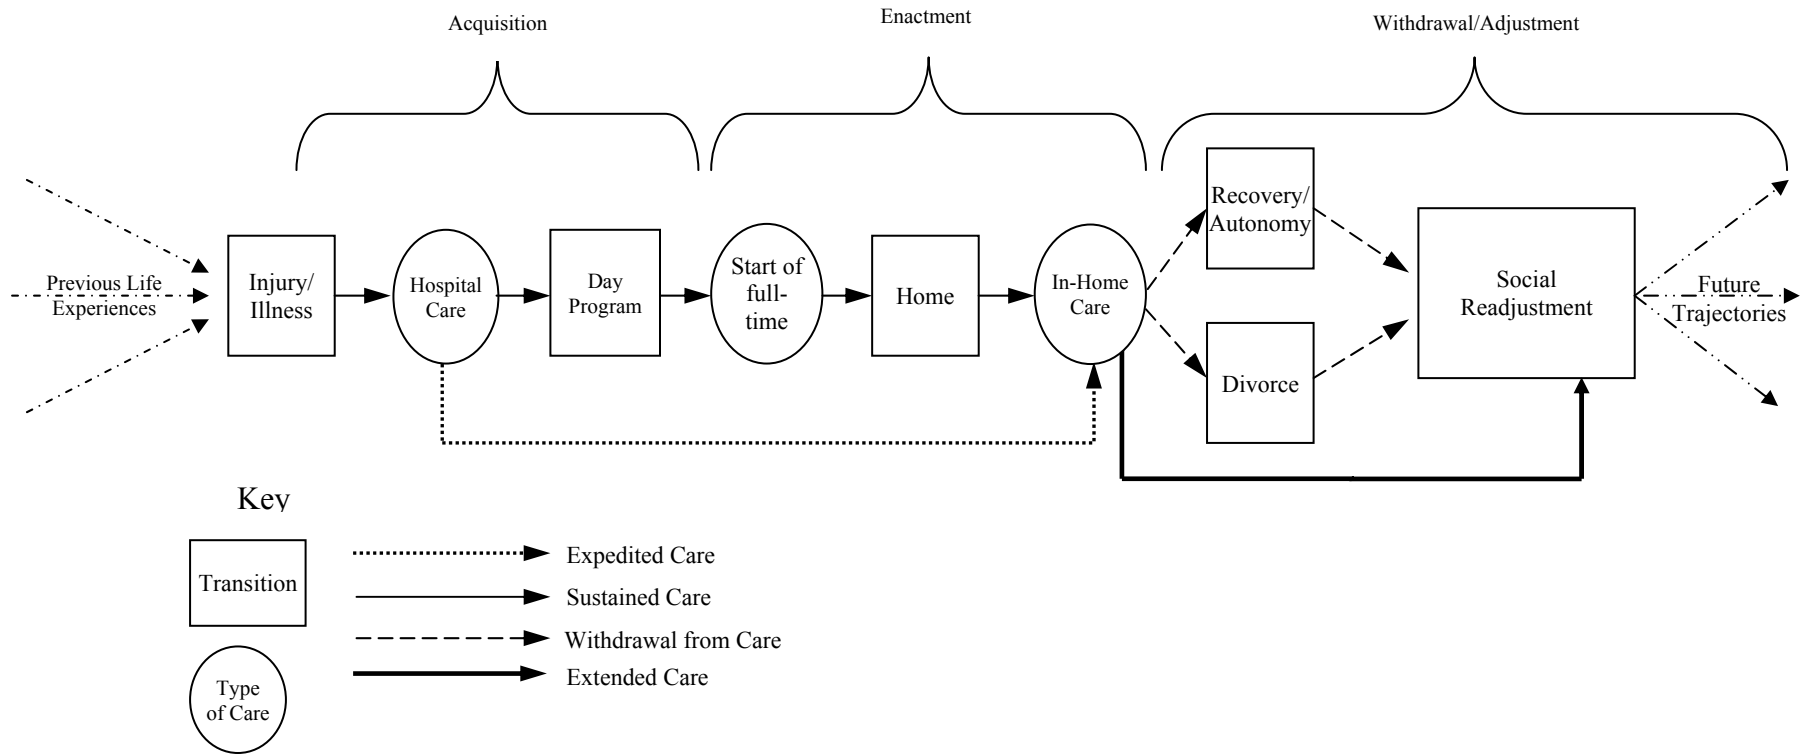 Acquisition
Enactment
Withdrawal/Adjustment
Previous Life
Experiences
Injury/
Illness
Hospital
Care
Day
Program
Start of
full-
time
Home
In-Home
Care
Recovery/
Autonomy
Divorce
Social
Readjustment
Future
Trajectories
Key
Transition
Type
of Care
Expedited Care
Sustained Care
Withdrawal from Care
Extended Care